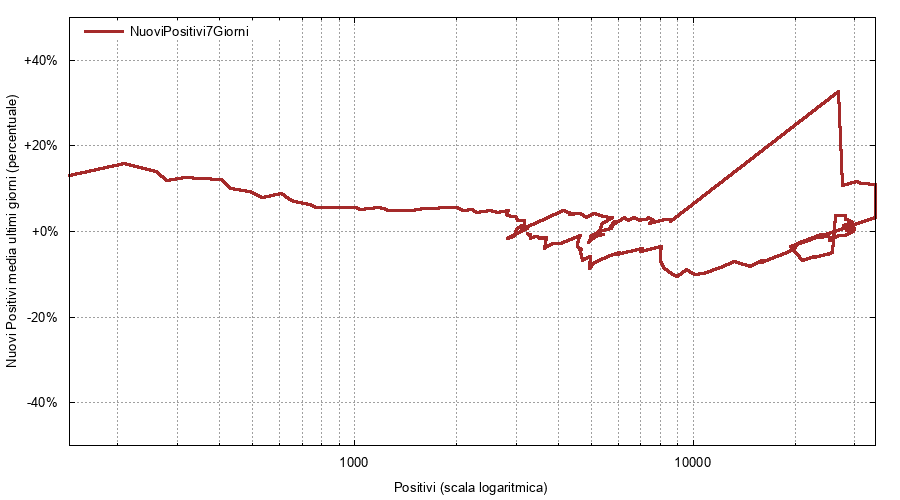 NuoviPositivi7Giorni
+40%
+20%
+0%
-20%
-40%
Nuovi Positivi media ultimi giorni (percentuale)
1000 10000
Positivi (scala logaritmica)